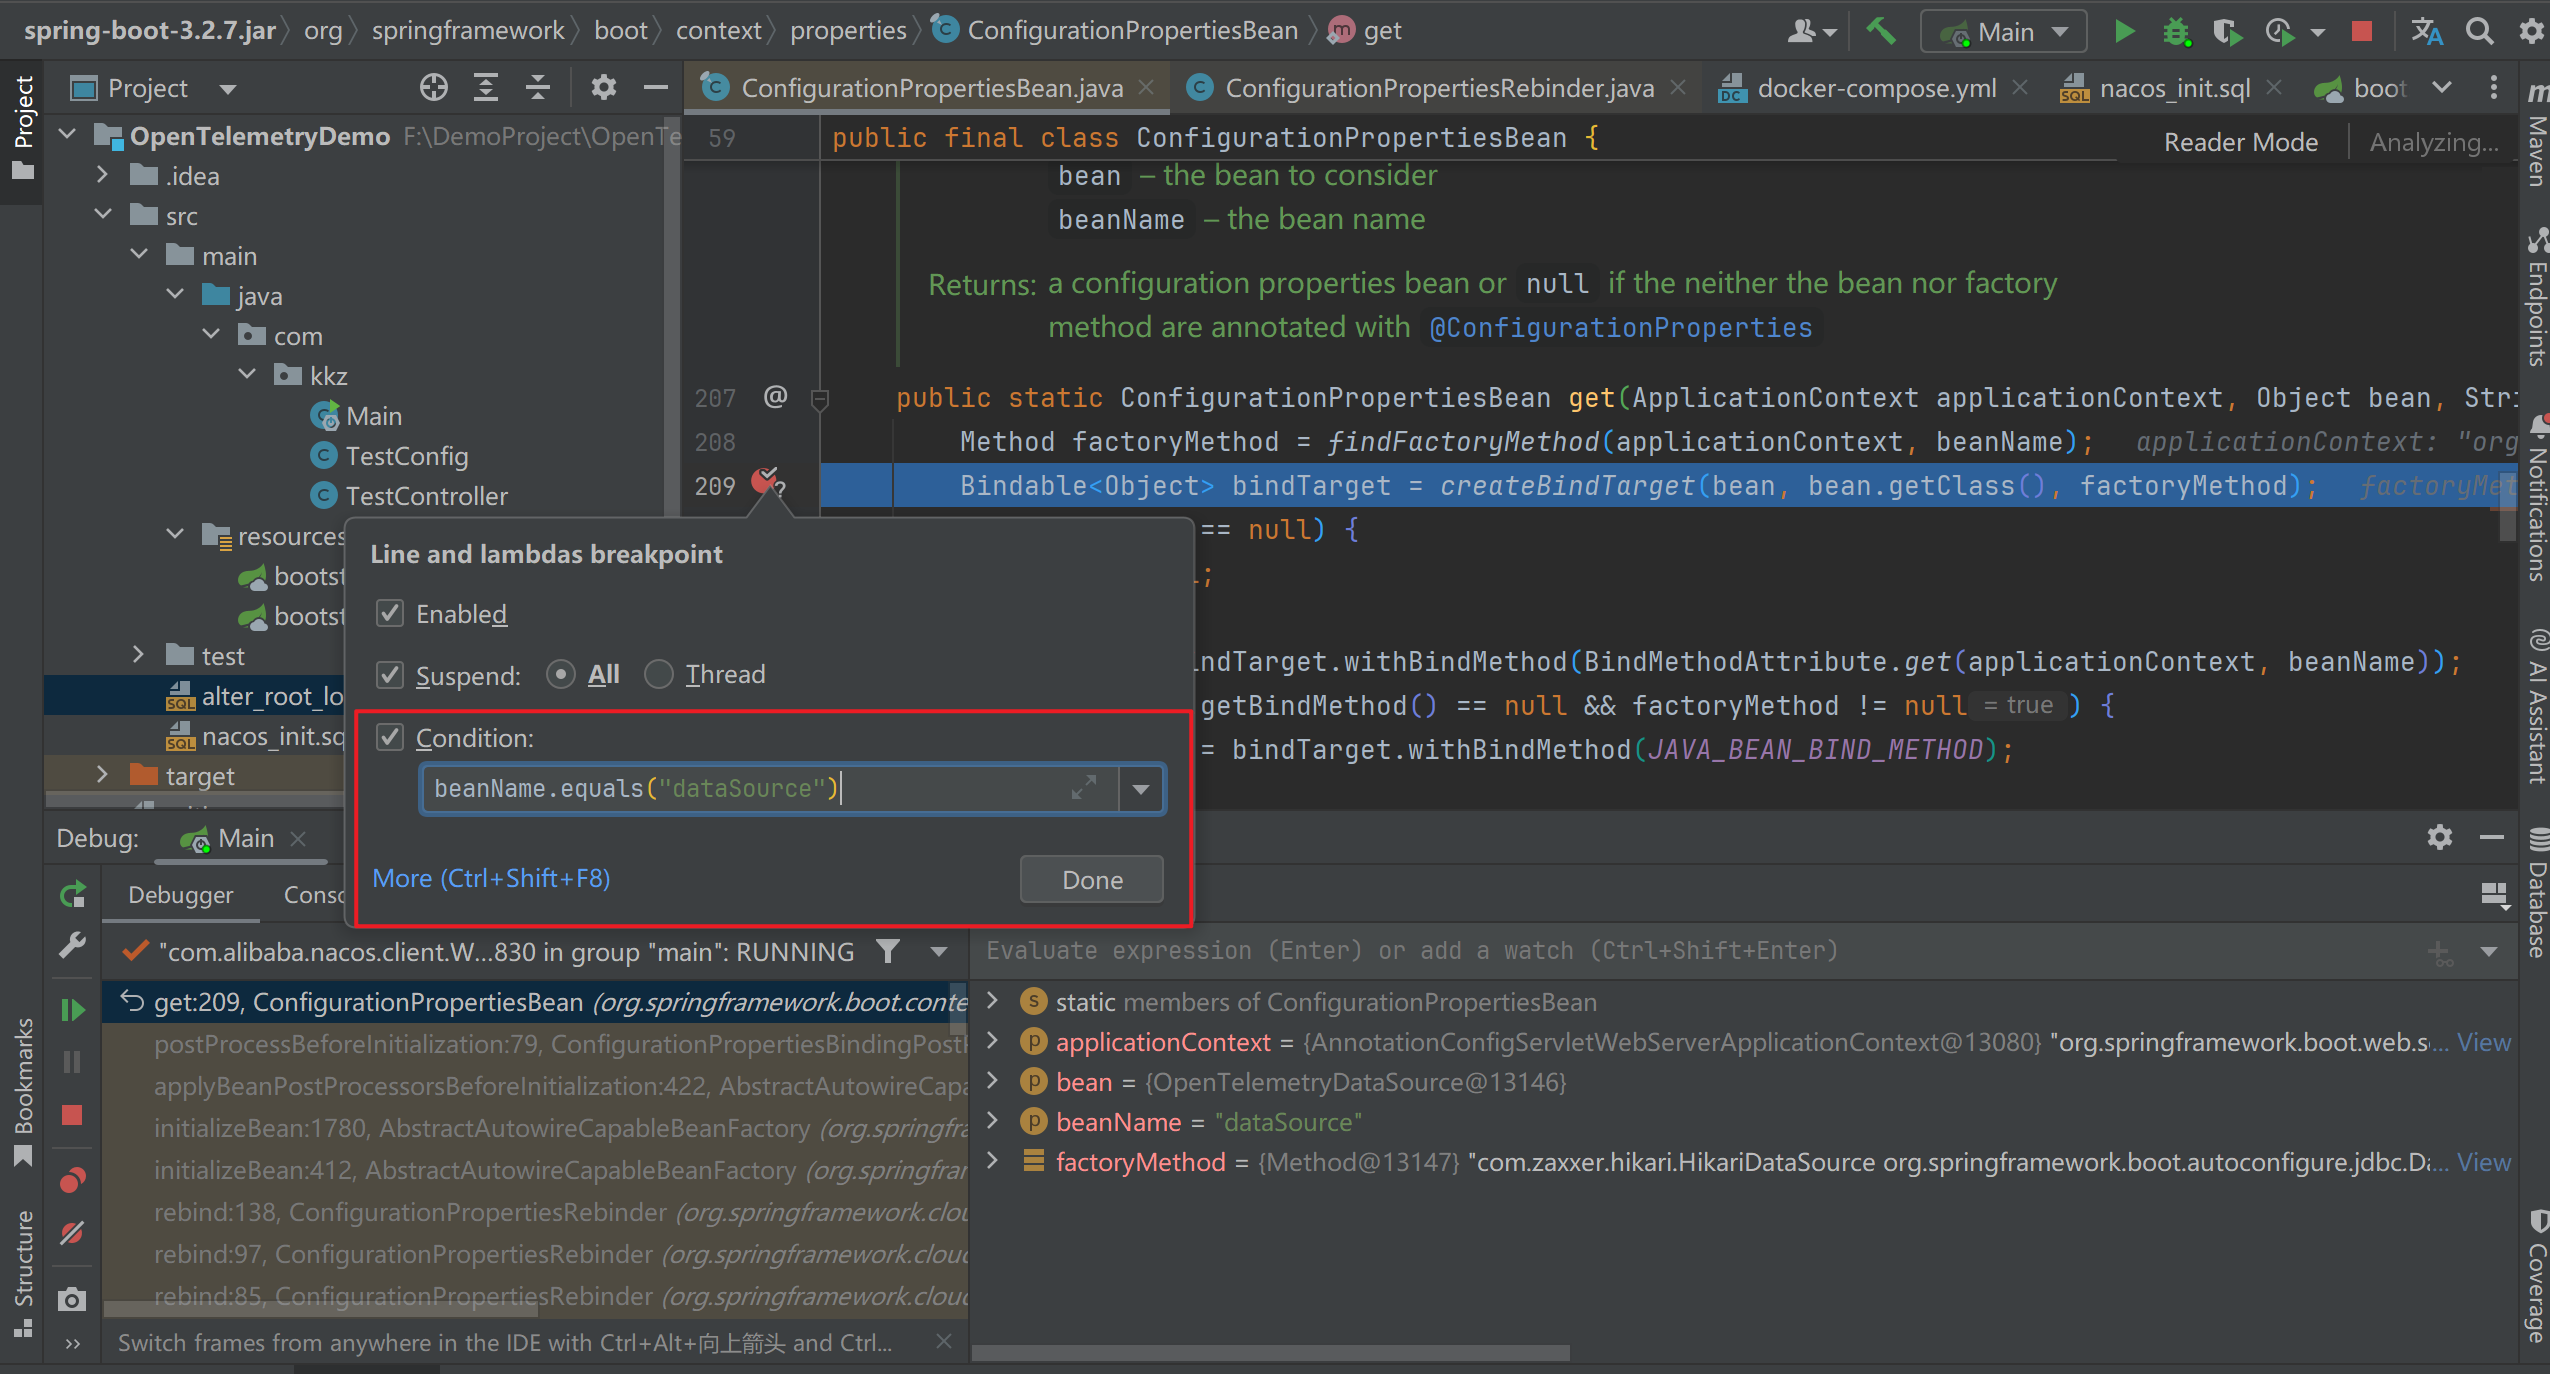 spring-boot-3.2.7.jar org springframework boot context properties ConfigurationPropertiesBean get Main
Project
OpenTelemetryDemo F:\DemoProject\OpenTe
.idea
src
main
java
com
kkz
Main
TestConfig
TestController
resources
bootst
bootst
test
alter_root_lo
nacos_init.sq
target
ConfigurationPropertiesBean.java ConfigurationPropertiesRebinder.java docker-compose.yml nacos_init.sql boot
59 public final class ConfigurationPropertiesBean {
Reader Mode Analyzing...
bean – the bean to consider
beanName – the bean name
Returns: a configuration properties bean or null if the neither the bean nor factory
method are annotated with @ConfigurationProperties
207 @ public static ConfigurationPropertiesBean get(ApplicationContext applicationContext, Object bean, Stri
208 Method factoryMethod = findFactoryMethod(applicationContext, beanName); applicationContext: "org
209 Bindable<Object> bindTarget = createBindTarget(bean, bean.getClass(), factoryMethod); factoryMet
== null) {
;
ndTarget.withBindMethod(BindMethodAttribute.get(applicationContext, beanName));
getBindMethod() == null && factoryMethod != null = true ) {
= bindTarget.withBindMethod(JAVA_BEAN_BIND_METHOD);
Line and lambdas breakpoint
Enabled
Suspend: All Thread
Condition:
beanName.equals("dataSource")
More (Ctrl+Shift+F8) Done
Debug: Main
Debugger Conso
"com.alibaba.nacos.client.W...830 in group "main": RUNNING
get:209, ConfigurationPropertiesBean (org.springframework.boot.conte
postProcessBeforeInitialization:79, ConfigurationPropertiesBindingPostP
applyBeanPostProcessorsBeforeInitialization:422, AbstractAutowireCapa
initializeBean:1780, AbstractAutowireCapableBeanFactory (org.springfra
initializeBean:412, AbstractAutowireCapableBeanFactory (org.springfran
rebind:138, ConfigurationPropertiesRebinder (org.springframework.clou
rebind:97, ConfigurationPropertiesRebinder (org.springframework.cloud
rebind:85, ConfigurationPropertiesRebinder (org.springframework.cloud
Switch frames from anywhere in the IDE with Ctrl+Alt+向上箭头 and Ctrl...
Evaluate expression (Enter) or add a watch (Ctrl+Shift+Enter)
static members of ConfigurationPropertiesBean
applicationContext = {AnnotationConfigServletWebServerApplicationContext@13080} "org.springframework.boot.web.s... View
bean = {OpenTelemetryDataSource@13146}
beanName = "dataSource"
factoryMethod = {Method@13147} "com.zaxxer.hikari.HikariDataSource org.springframework.boot.autoconfigure.jdbc.Da... View
Project
Bookmarks
Structure
Maven
Endpoints
Notifications
AI Assistant
Database
Coverage